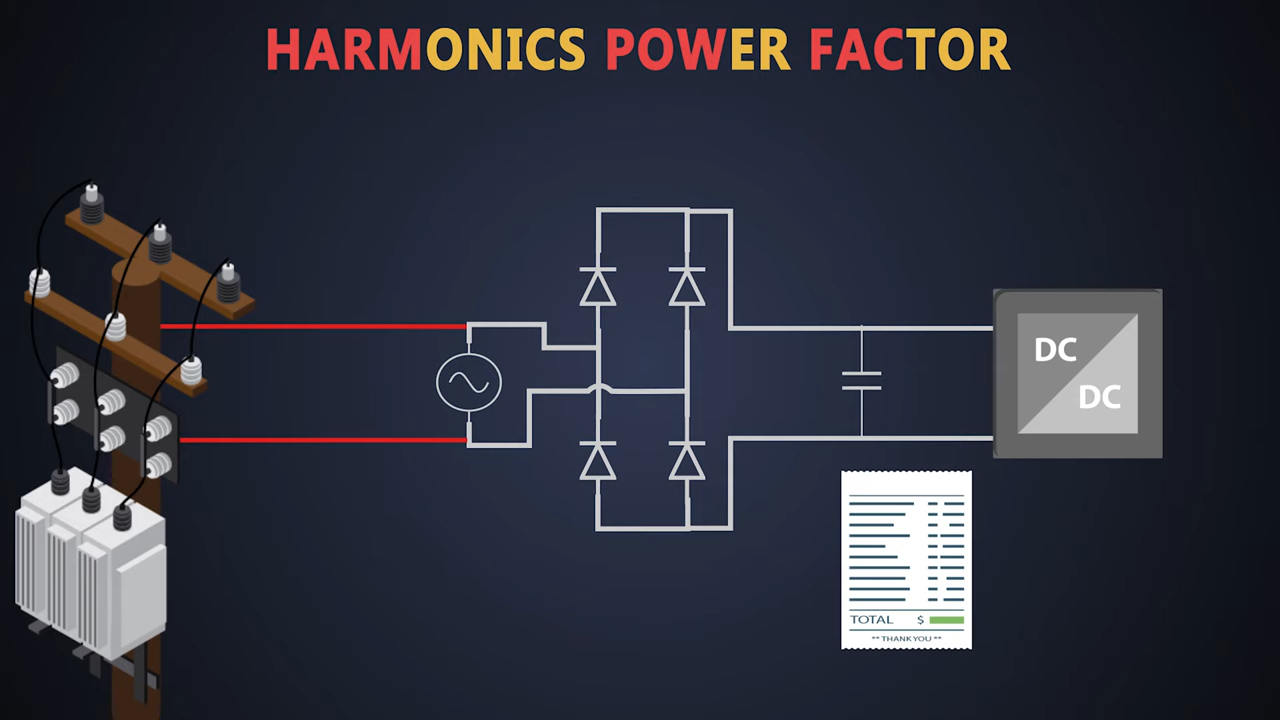 HARMONICS POWER FACTOR
DC
DC
TOTAL $
** THANK YOU **